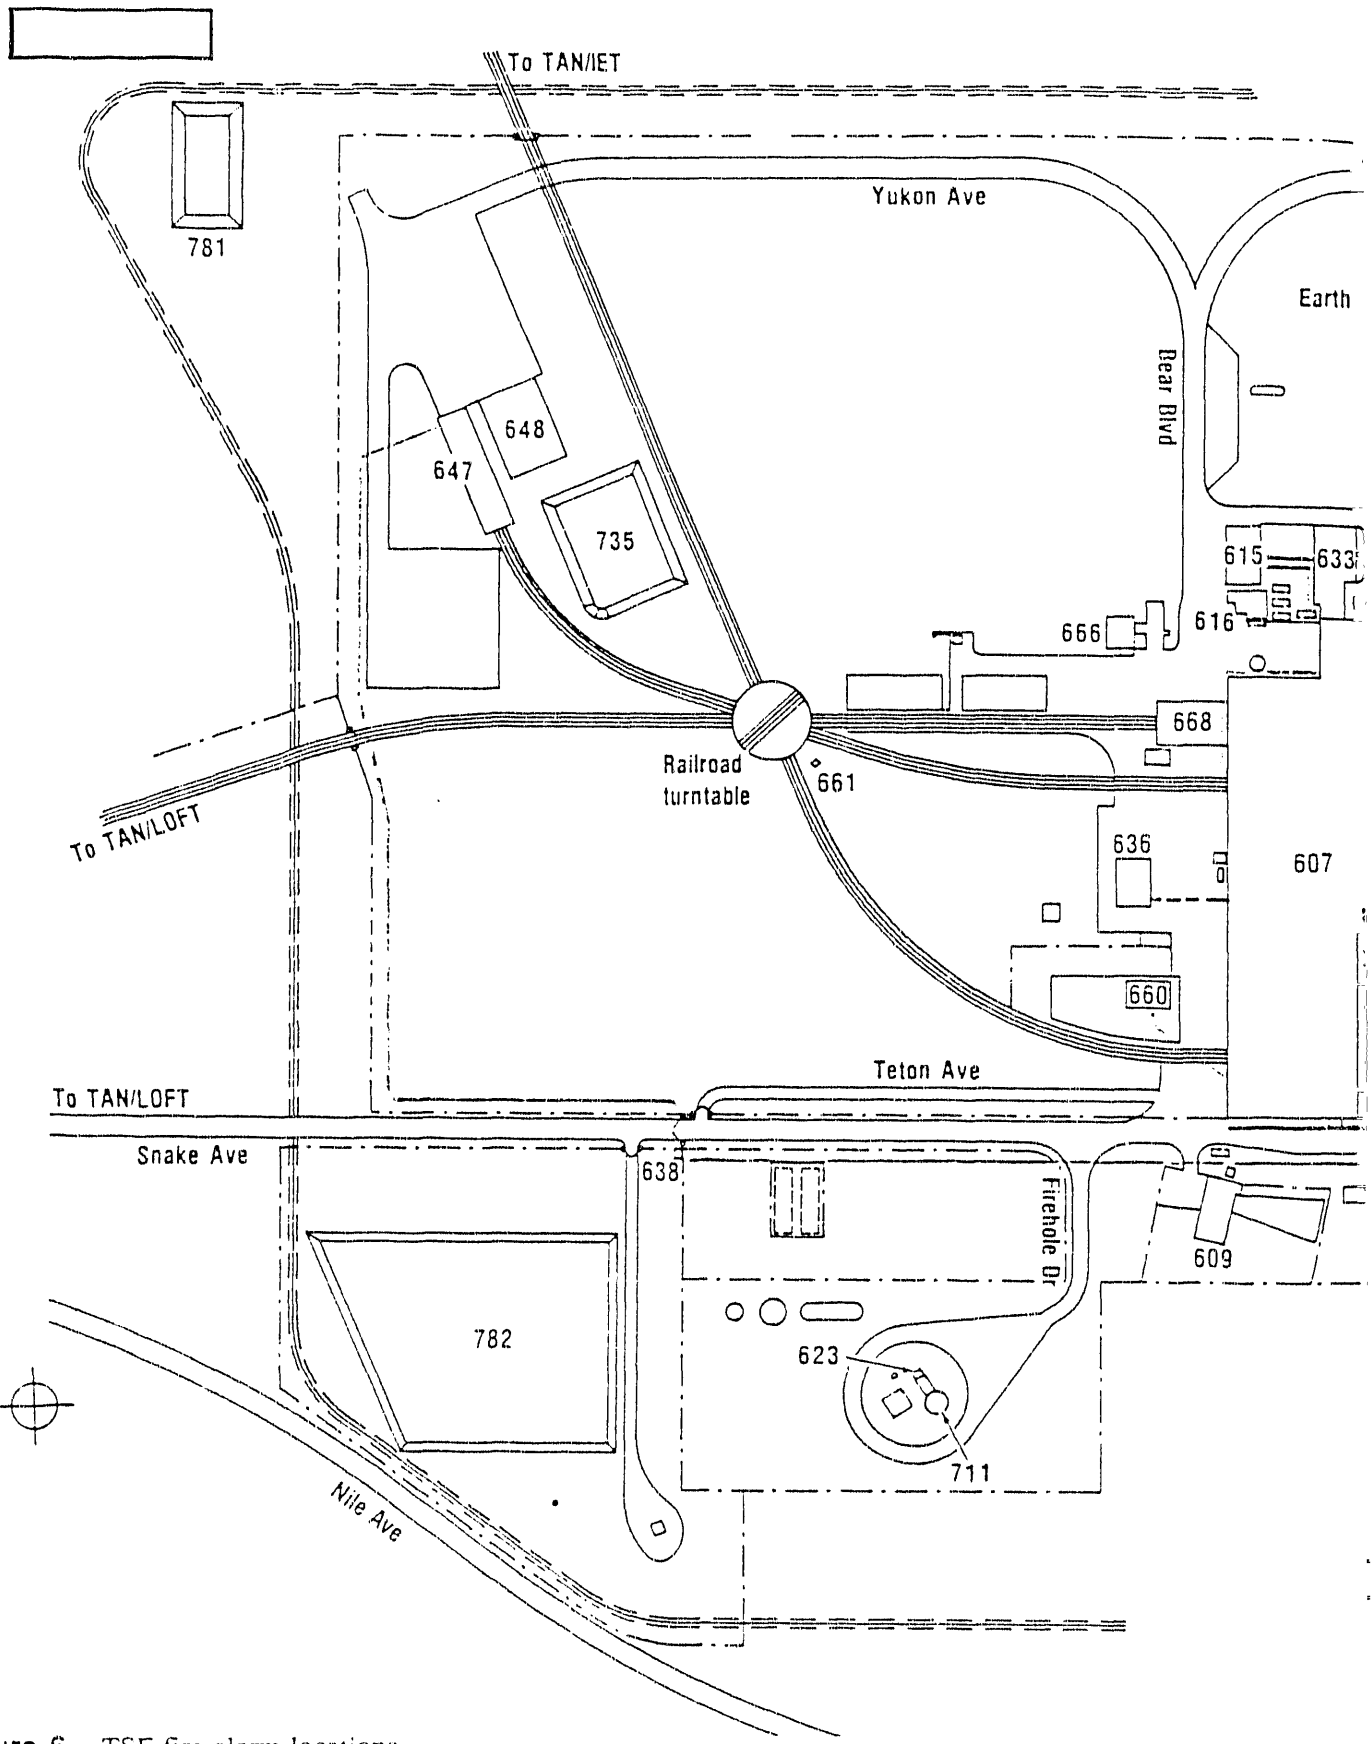 To TAN/IET
Yukon Ave
781
Earth
Bear Blvd
648
647
735
615
633
616
666
668
Railroad
turntable
661
To TAN/LOFT
636
607
660
Teton Ave
To TAN/LOFT
Snake Ave
638
Firehole Dr
609
782
623
711
Nile Ave
TSF fire alarm locations